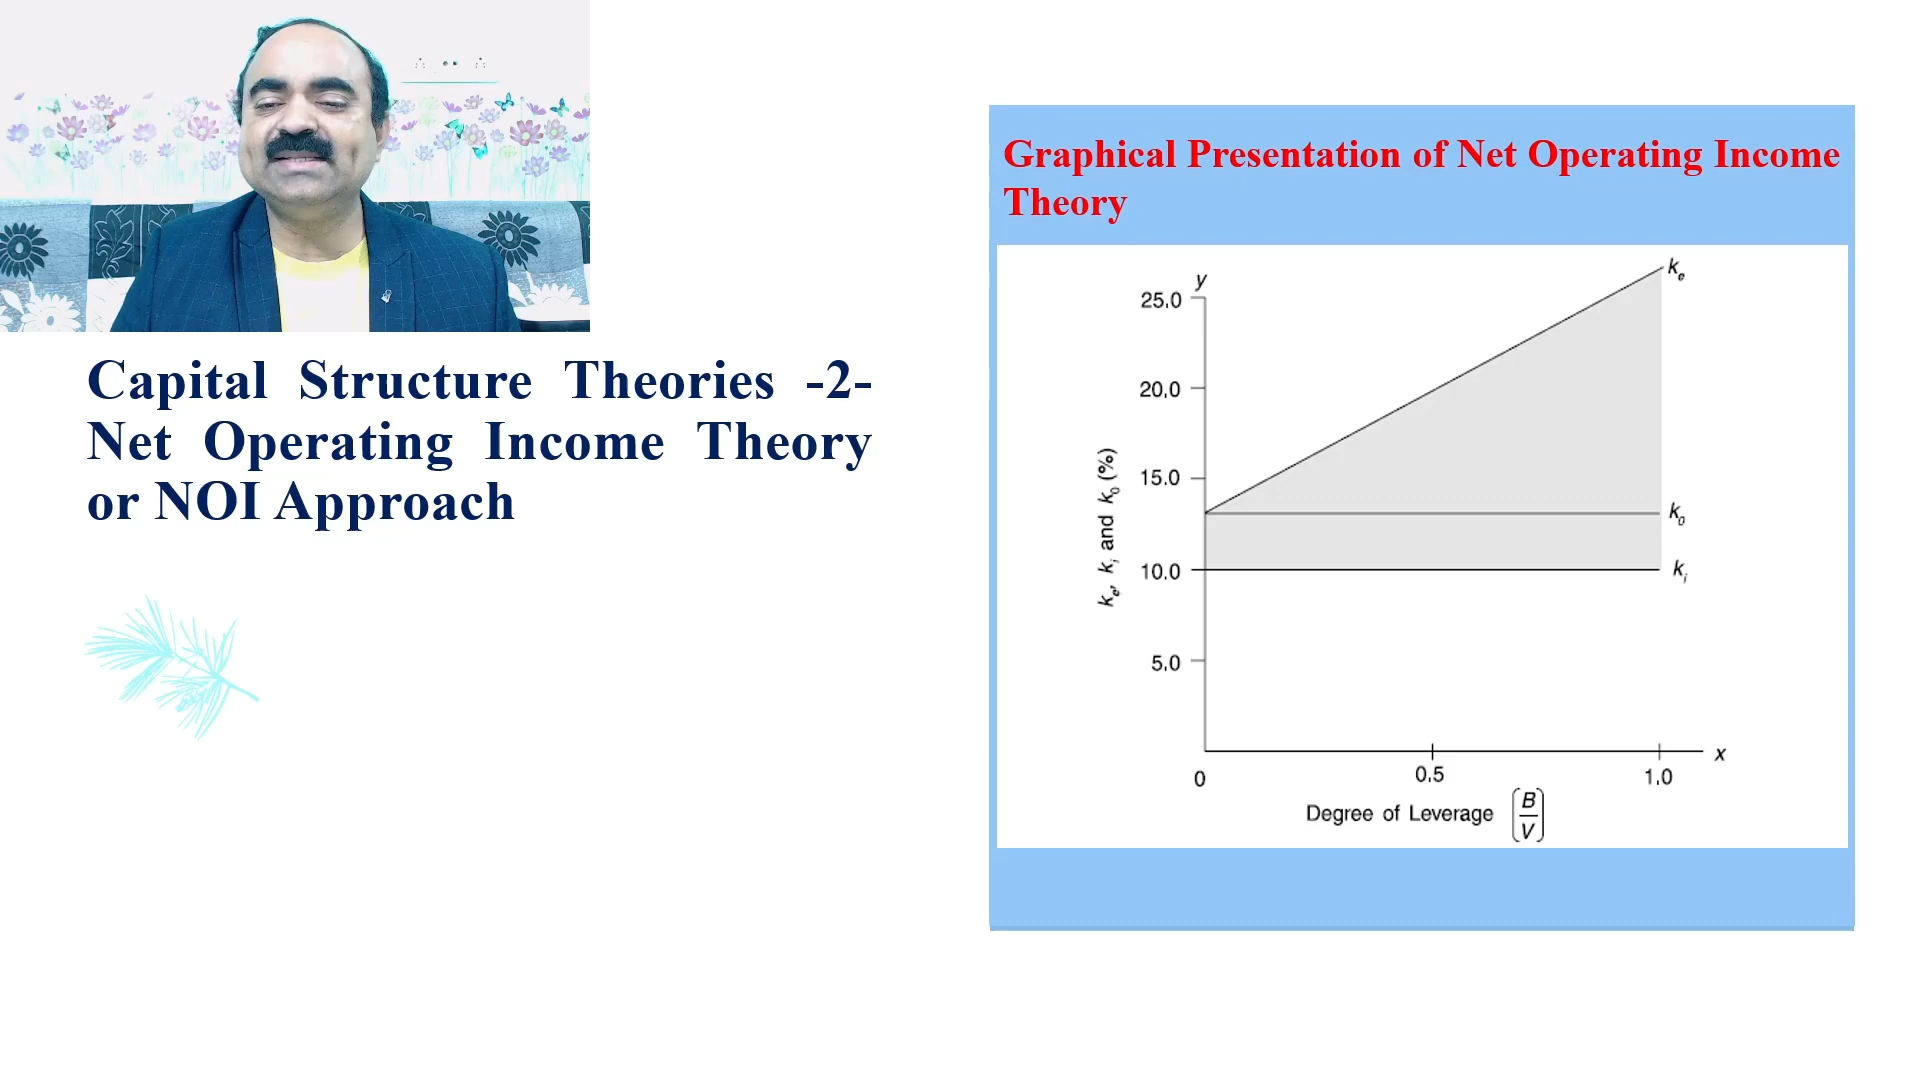 Capital Structure Theories -2-
Net Operating Income Theory
or NOI Approach
Graphical Presentation of Net Operating Income
Theory
y
25.0
20.0
15.0
10.0
5.0
0
0.5
1.0
x
ke, ki and k0 (%)
ke
k0
ki
Degree of Leverage [B/V]